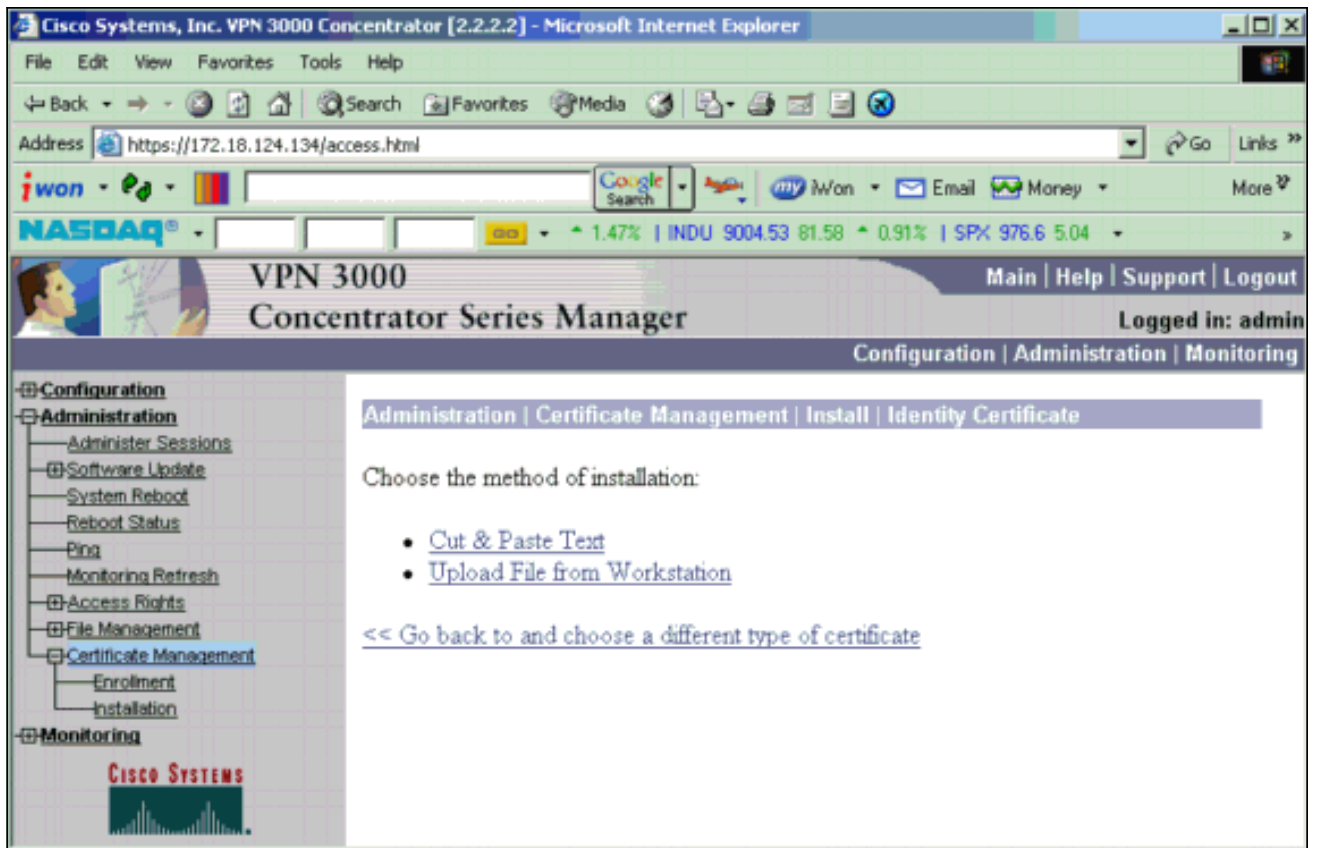 Cisco Systems, Inc. VPN 3000 Concentrator [2.2.2.2] - Microsoft Internet Explorer
File Edit View Favorites Tools Help
Back Search Favorites Media
Address https://172.18.124.134/access.html Go Links »
iwon Google Search my iWon Email Money More
NASDAQ GO 1.47% | INDU 9004.53 81.58 0.91% | SPX 976.6 5.04 »
VPN 3000
Concentrator Series Manager
Main | Help | Support | Logout
Logged in: admin
Configuration | Administration | Monitoring
Configuration
Administration
Administer Sessions
Software Update
System Reboot
Reboot Status
Ping
Monitoring Refresh
Access Rights
File Management
Certificate Management
Enrollment
Installation
Monitoring
CISCO SYSTEMS
Administration | Certificate Management | Install | Identity Certificate
Choose the method of installation:
• Cut & Paste Text
• Upload File from Workstation
<< Go back to and choose a different type of certificate